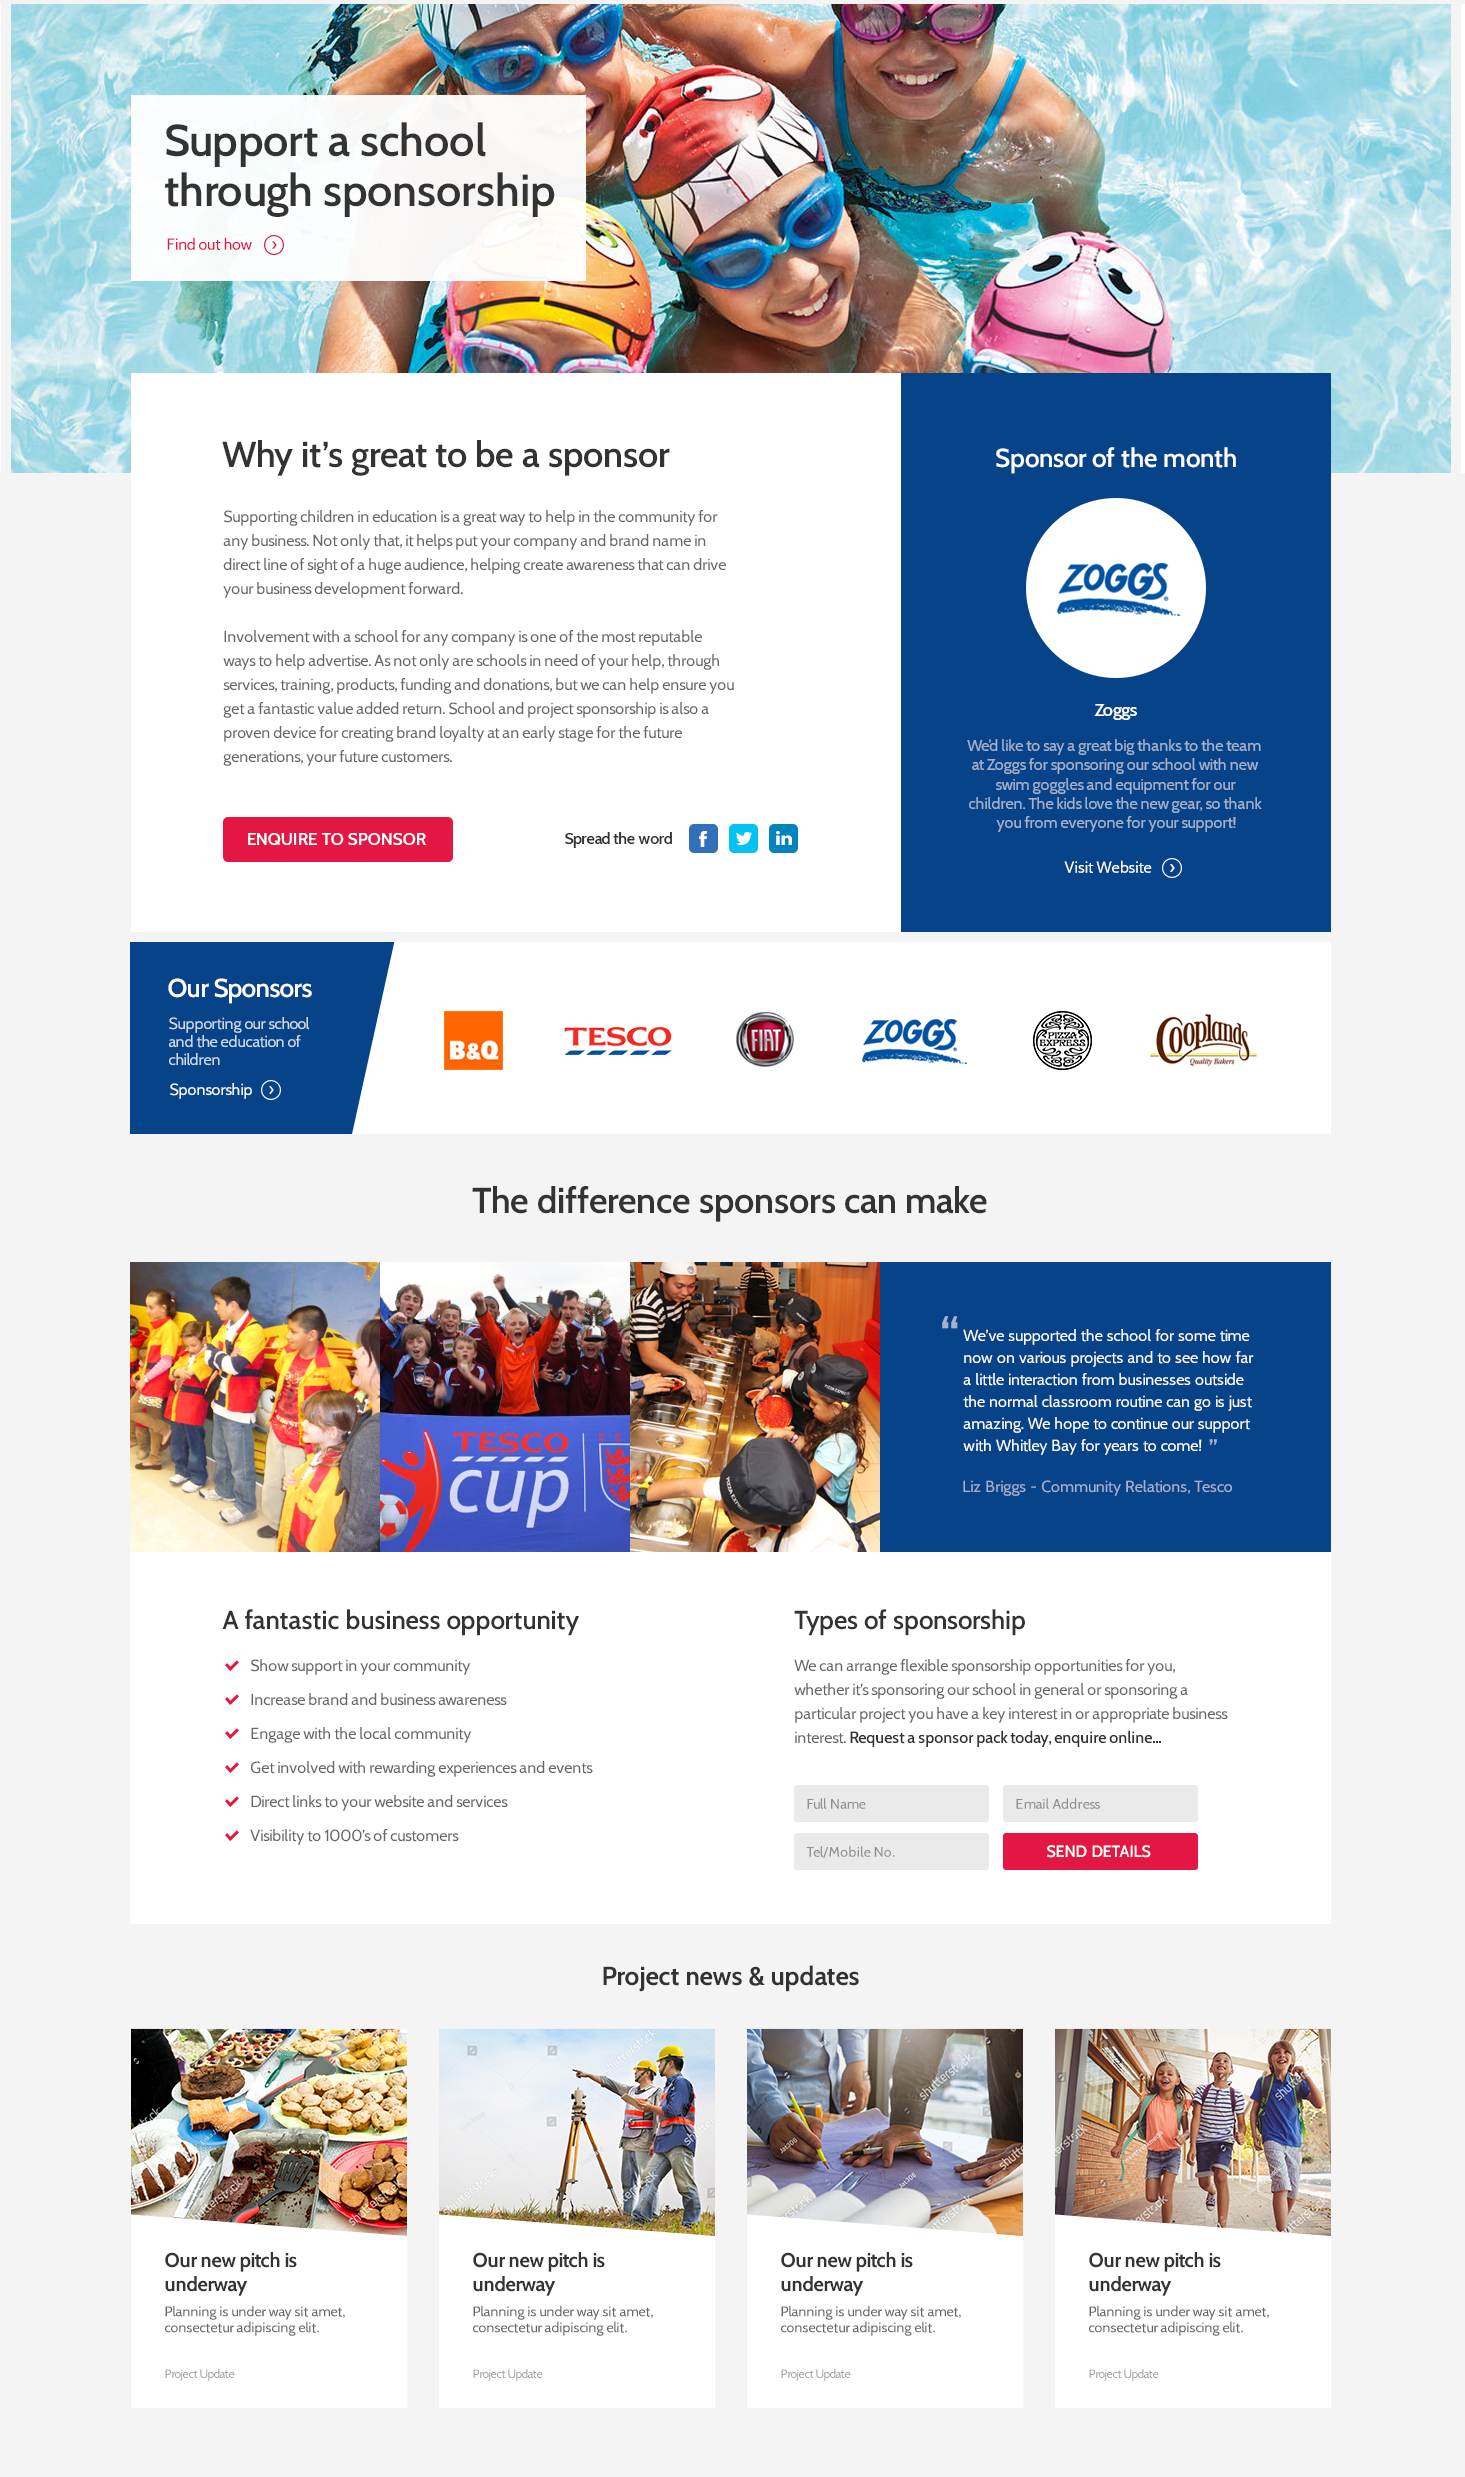 Support a school
through sponsorship
Find out how
Why it's great to be a sponsor
Supporting children in education is a great way to help in the community for
any business. Not only that, it helps put your company and brand name in
direct line of sight of a huge audience, helping create awareness that can drive
your business development forward.
Involvement with a school for any company is one of the most reputable
ways to help advertise. As not only are schools in need of your help, through
services, training, products, funding and donations, but we can help ensure you
get a fantastic value added return. School and project sponsorship is also a
proven device for creating brand loyalty at an early stage for the future
generations, your future customers.
ENQUIRE TO SPONSOR
Spread the word
f
in
Sponsor of the month
ZOGGS
Zoggs
We'd like to say a great big thanks to the team
at Zoggs for sponsoring our school with new
swim goggles and equipment for our
children. The kids love the new gear, so thank
you from everyone for your support!
Visit Website
Our Sponsors
Supporting our school
and the education of
children
Sponsorship
B&Q
TESCO
FIAT
ZOGGS
PIZZA
EXPRESS
Cooplands
Quality Bakers
The difference sponsors can make
TESCO
cup
PIZZA EXPRESS
PIZZA EXPRESS
“ We've supported the school for some time
now on various projects and to see how far
a little interaction from businesses outside
the normal classroom routine can go is just
amazing. We hope to continue our support
with Whitley Bay for years to come! ”
Liz Briggs - Community Relations, Tesco
A fantastic business opportunity
Show support in your community
Increase brand and business awareness
Engage with the local community
Get involved with rewarding experiences and events
Direct links to your website and services
Visibility to 1000's of customers
Types of sponsorship
We can arrange flexible sponsorship opportunities for you,
whether it's sponsoring our school in general or sponsoring a
particular project you have a key interest in or appropriate business
interest. Request a sponsor pack today, enquire online...
Full Name
Email Address
Tel/Mobile No.
SEND DETAILS
Project news & updates
shutterstock
shutterstock
shutterstock
shutterstock
Our new pitch is
underway
Planning is under way sit amet,
consectetur adipiscing elit.
Project Update
Our new pitch is
underway
Planning is under way sit amet,
consectetur adipiscing elit.
Project Update
Our new pitch is
underway
Planning is under way sit amet,
consectetur adipiscing elit.
Project Update
Our new pitch is
underway
Planning is under way sit amet,
consectetur adipiscing elit.
Project Update